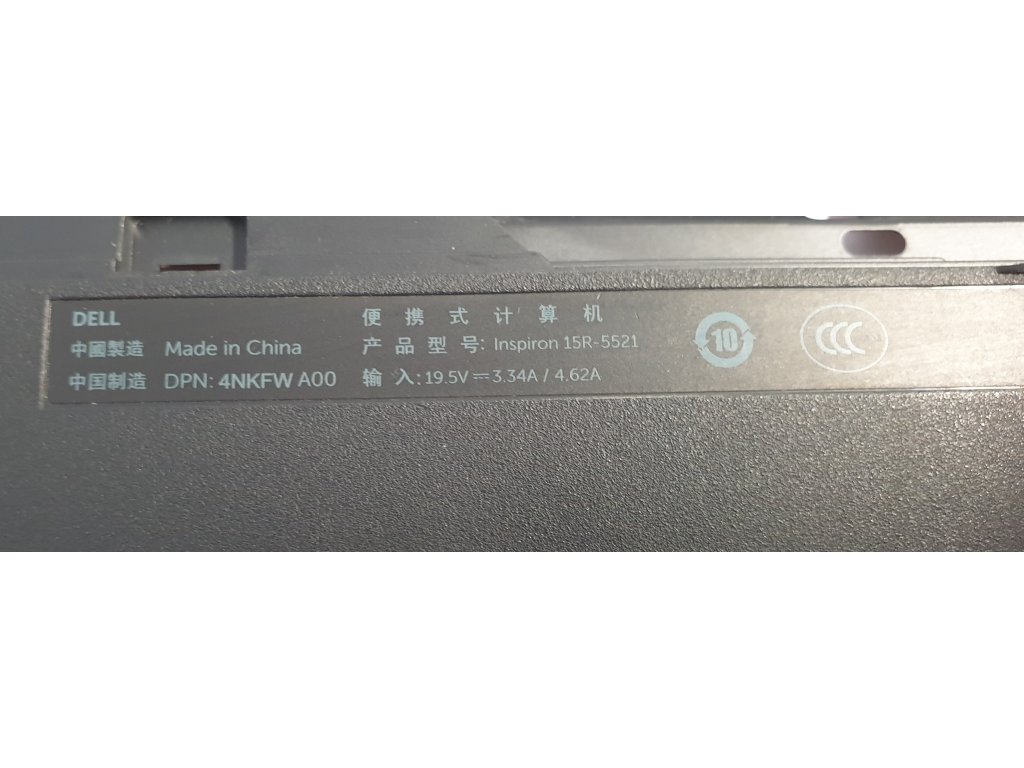 DELL
中國製造 Made in China
中国制造 DPN: 4NKFW A00
便携式计算机
产品型号: Inspiron 15R-5521
输入: 19.5V⎓3.34A / 4.62A
10
CCC